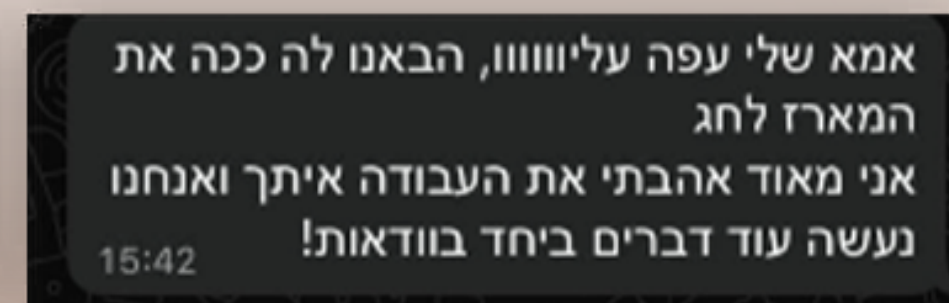 אמא שלי עפה עליווווווו, הבאנו לה ככה את
המארז לחג
אני מאוד אהבתי את העבודה איתך ואנחנו
נעשה עוד דברים ביחד בוודאות!
15:42